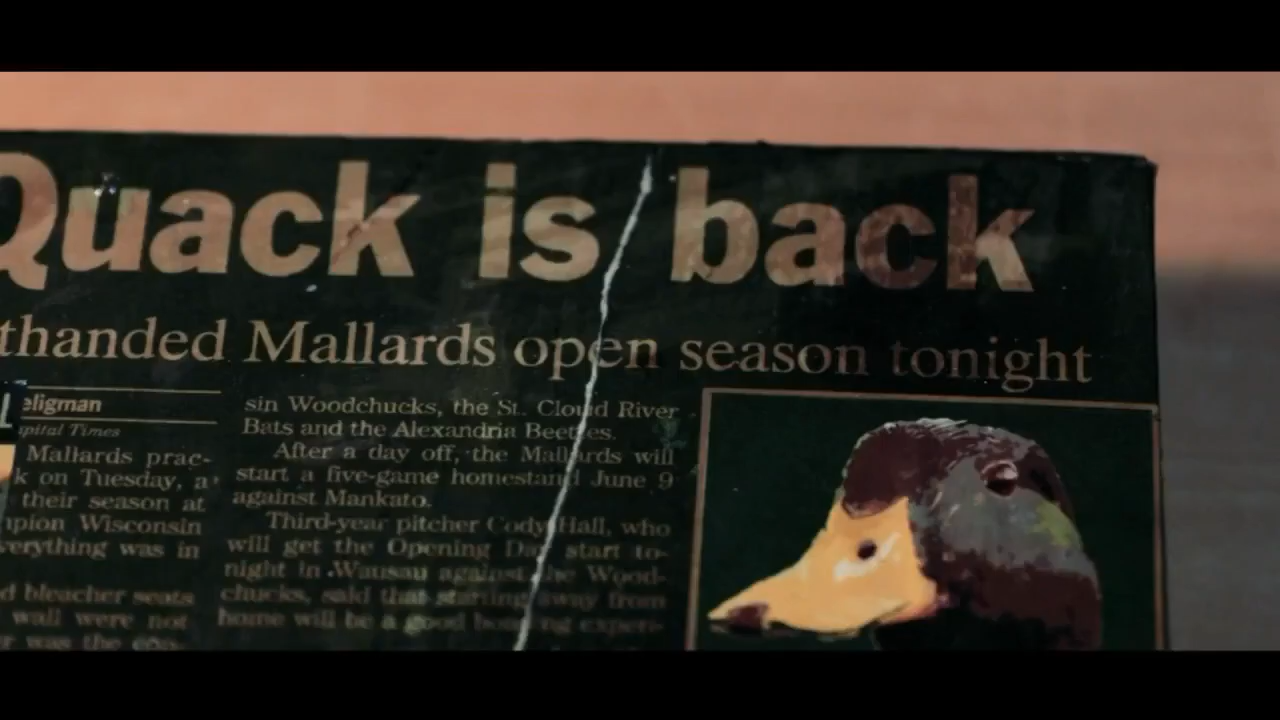 Quack is back
thanded Mallards open season tonight
eligman
pital Times
Mallards prac-
k on Tuesday, a
their season at
pion Wisconsin
verything was in
d bleacher seats
wall were not
r was the con-
sin Woodchucks, the St. Cloud River
Bats and the Alexandria Beetles.
After a day off, the Mallards will
start a five-game homestand June 9
against Mankato.
Third-year pitcher Cody Hall, who
will get the Opening Day start to-
night in Wausau against the Wood-
chucks, said that starting away from
home will be a good bonding experi-